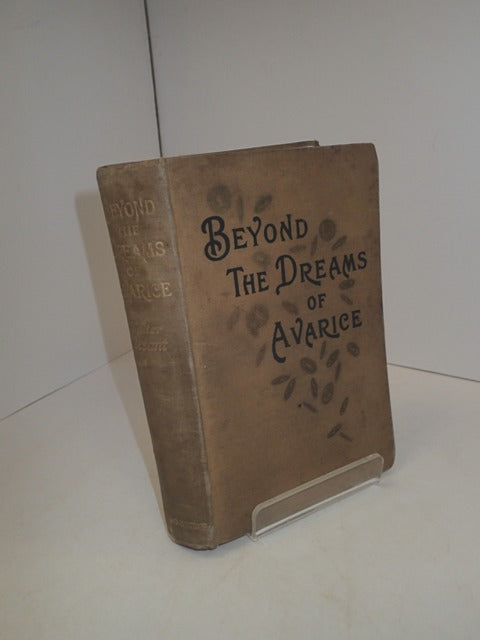 BEYOND
THE
DREAMS
OF
AVARICE
BEYOND
THE DREAMS
OF
AVARICE